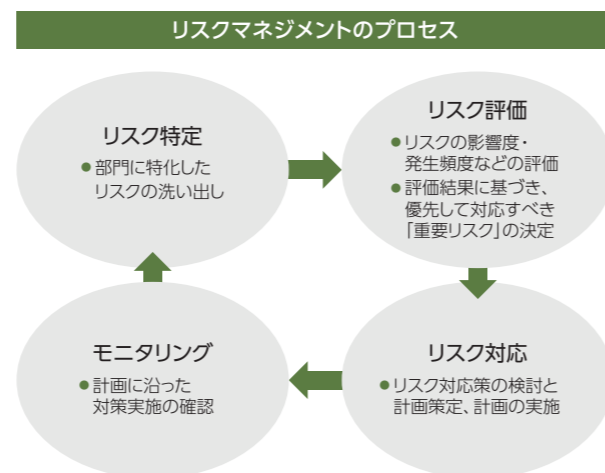 リスクマネジメントのプロセス
リスク特定
●部門に特化した
リスクの洗い出し
リスク評価
●リスクの影響度・
発生頻度などの評価
●評価結果に基づき、
優先して対応すべき
「重要リスク」の決定
リスク対応
●リスク対応策の検討と
計画策定、計画の実施
モニタリング
●計画に沿った
対策実施の確認